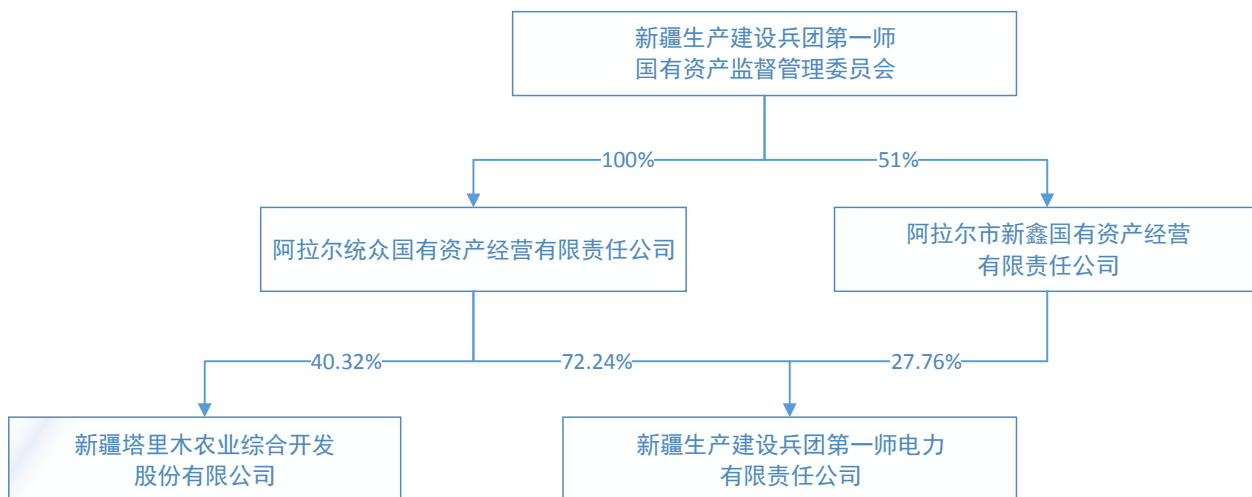 新疆生产建设兵团第一师
国有资产监督管理委员会
100%
51%
阿拉尔统众国有资产经营有限责任公司
阿拉尔市新鑫国有资产经营
有限责任公司
40.32%
72.24%
27.76%
新疆塔里木农业综合开发
股份有限公司
新疆生产建设兵团第一师电力
有限责任公司